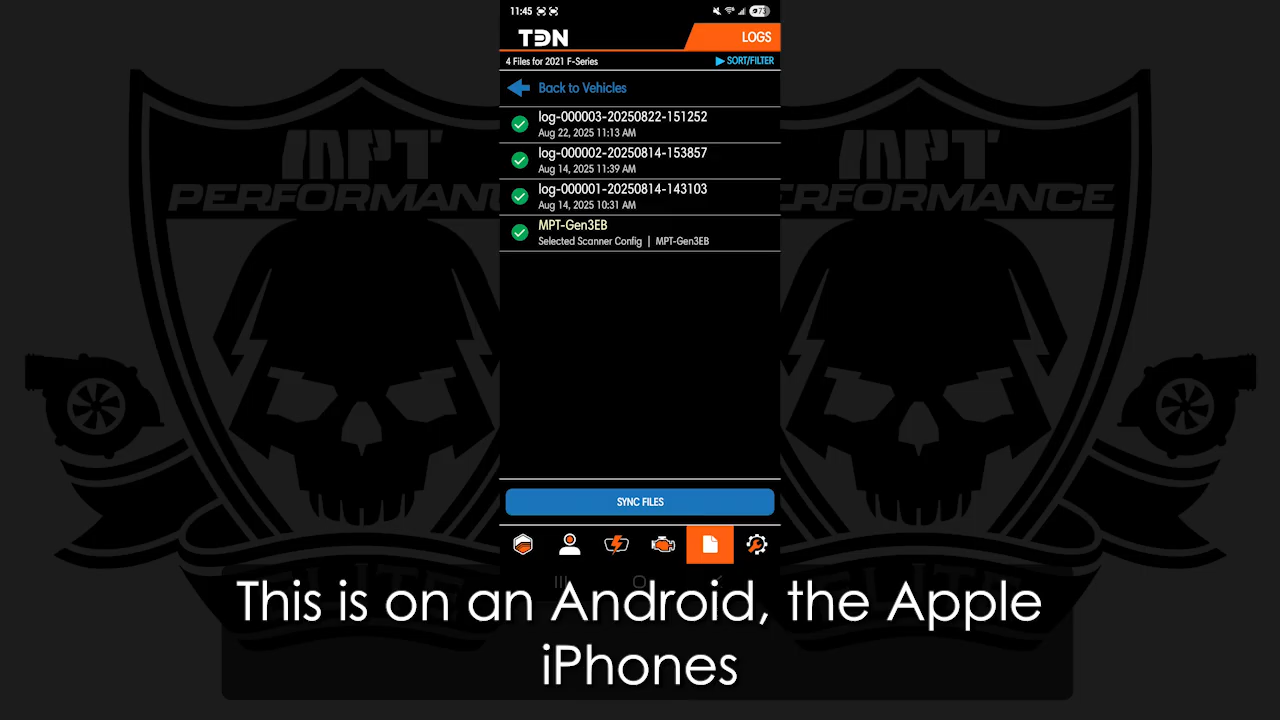 11:45
73
TDN
LOGS
4 Files for 2021 F-Series
SORT/FILTER
Back to Vehicles
log-000003-20250822-151252
Aug 22, 2025 11:13 AM
log-000002-20250814-153857
Aug 14, 2025 11:39 AM
log-000001-20250814-143103
Aug 14, 2025 10:31 AM
MPT-Gen3EB
Selected Scanner Config | MPT-Gen3EB
SYNC FILES
MPT
PERFORMANCE
MPT
PERFORMANCE
ELITE
ELITE
This is on an Android, the Apple
iPhones